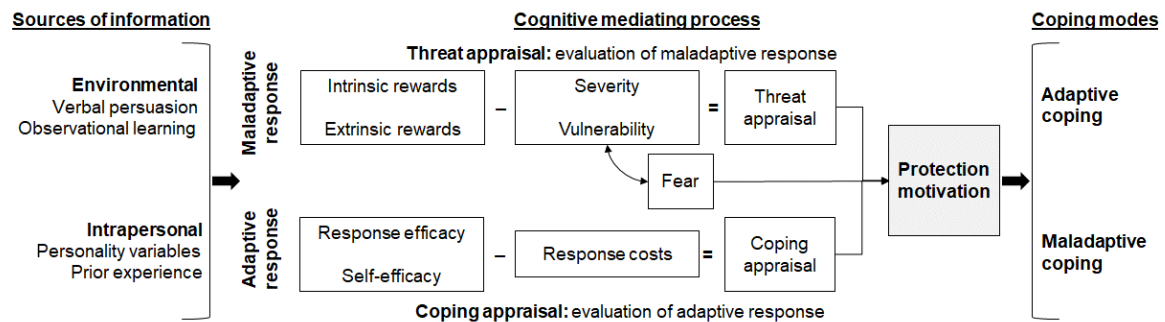 Sources of information
Cognitive mediating process
Coping modes
Threat appraisal: evaluation of maladaptive response
Environmental
Verbal persuasion
Observational learning
Intrapersonal
Personality variables
Prior experience
Maladaptive
response
Intrinsic rewards
Extrinsic rewards
–
Severity
Vulnerability
=
Threat
appraisal
Fear
Adaptive
response
Response efficacy
Self-efficacy
–
Response costs
=
Coping
appraisal
Coping appraisal: evaluation of adaptive response
Protection
motivation
Adaptive
coping
Maladaptive
coping